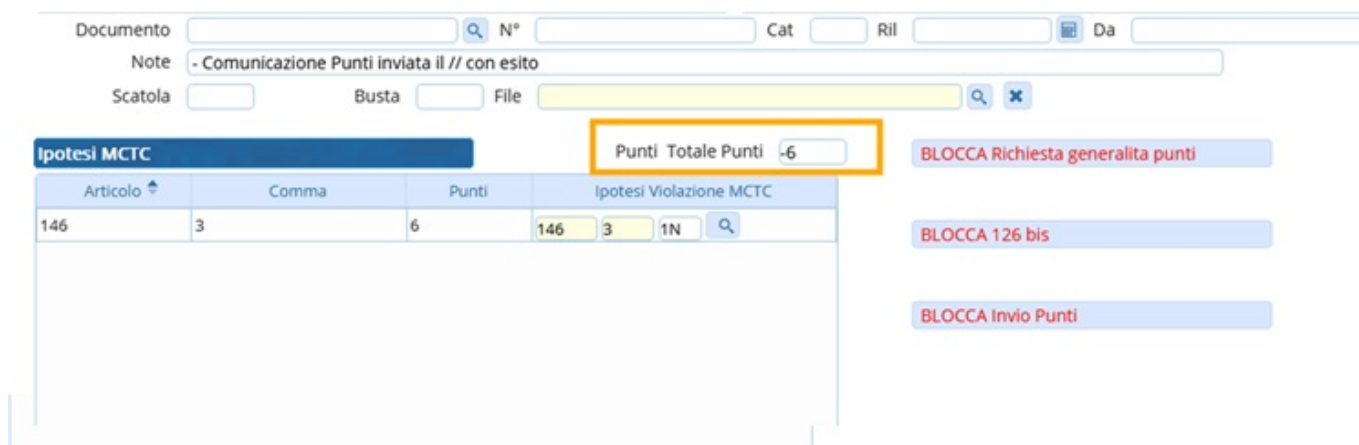 Documento N° Cat Ril Da
Note - Comunicazione Punti inviata il // con esito
Scatola Busta File
Ipotesi MCTC Punti Totale Punti -6 BLOCCA Richiesta generalita punti
Articolo Comma Punti Ipotesi Violazione MCTC
146 3 6 146 3 1N BLOCCA 126 bis
BLOCCA Invio Punti